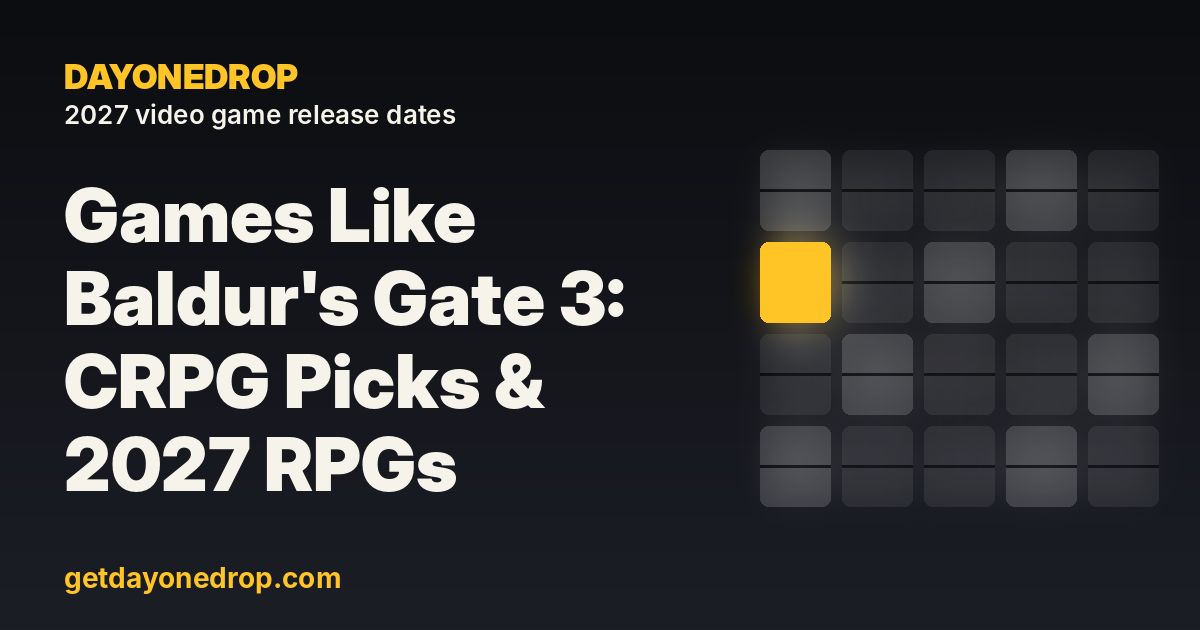 DAYONEDROP
2027 video game release dates
Games Like
Baldur's Gate 3:
CRPG Picks &
2027 RPGs
getdayonedrop.com